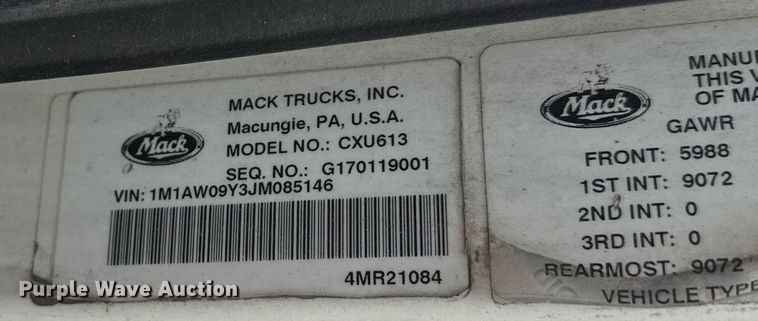 Mack
MACK TRUCKS, INC.
Macungie, PA, U.S.A.
MODEL NO.: CXU613
SEQ. NO.: G170119001
VIN: 1M1AW09Y3JM085146
4MR21084
Mack
MANU
THIS V
OF MA
GAWR
FRONT: 5988
1ST INT: 9072
2ND INT: 0
3RD INT: 0
REARMOST: 9072
VEHICLE TYPE
Purple Wave Auction